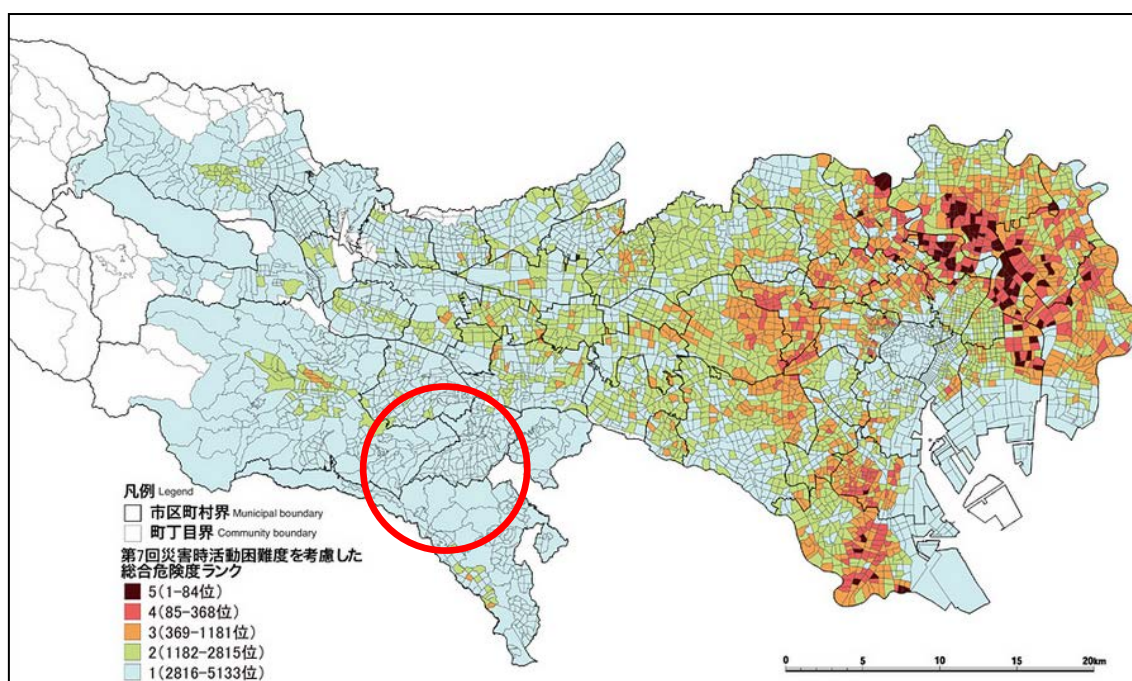 凡例 Legend
市区町村界 Municipal boundary
町丁目界 Community boundary
第7回災害時活動困難度を考慮した
総合危険度ランク
5(1-84位)
4(85-368位)
3(369-1181位)
2(1182-2815位)
1(2816-5133位)
0 5 10 15 20km